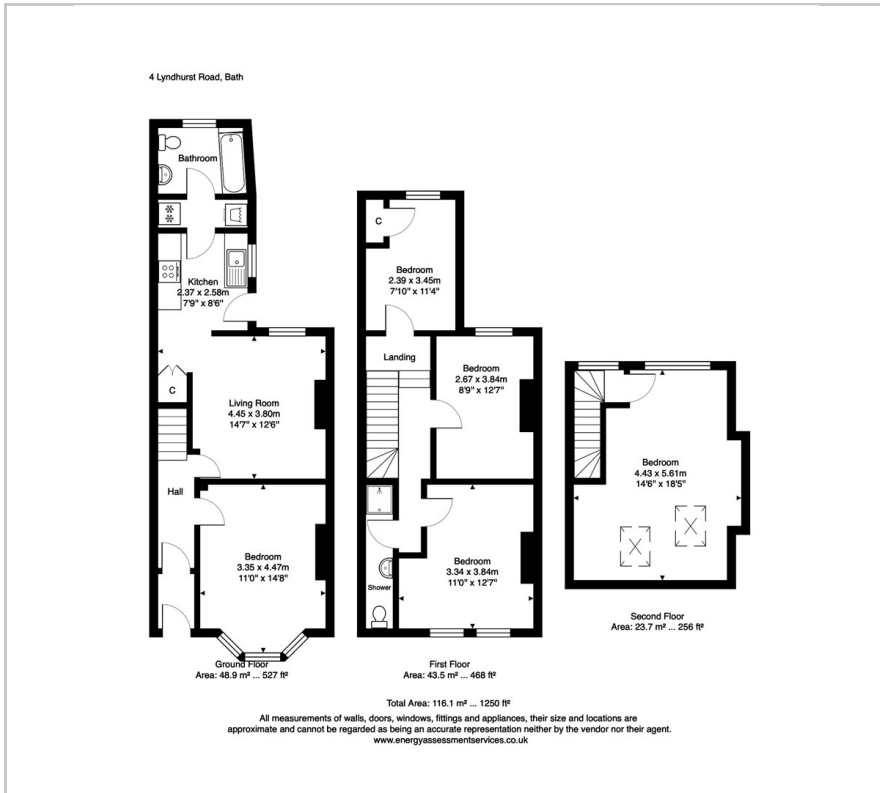 4 Lyndhurst Road, Bath
Bathroom
Kitchen
2.37 x 2.58m
7'9" x 8'6"
C
Living Room
4.45 x 3.80m
14'7" x 12'6"
Hall
Bedroom
3.35 x 4.47m
11'0" x 14'8"
Ground Floor
Area: 48.9 m² ... 527 ft²
C
Bedroom
2.39 x 3.45m
7'10" x 11'4"
Landing
Bedroom
2.67 x 3.84m
8'9" x 12'7"
Bedroom
3.34 x 3.84m
11'0" x 12'7"
Shower
First Floor
Area: 43.5 m² ... 468 ft²
Bedroom
4.43 x 5.61m
14'6" x 18'5"
Second Floor
Area: 23.7 m² ... 256 ft²
Total Area: 116.1 m² ... 1250 ft²
All measurements of walls, doors, windows, fittings and appliances, their size and locations are
approximate and cannot be regarded as being an accurate representation neither by the vendor nor their agent.
www.energyassessmentservices.co.uk